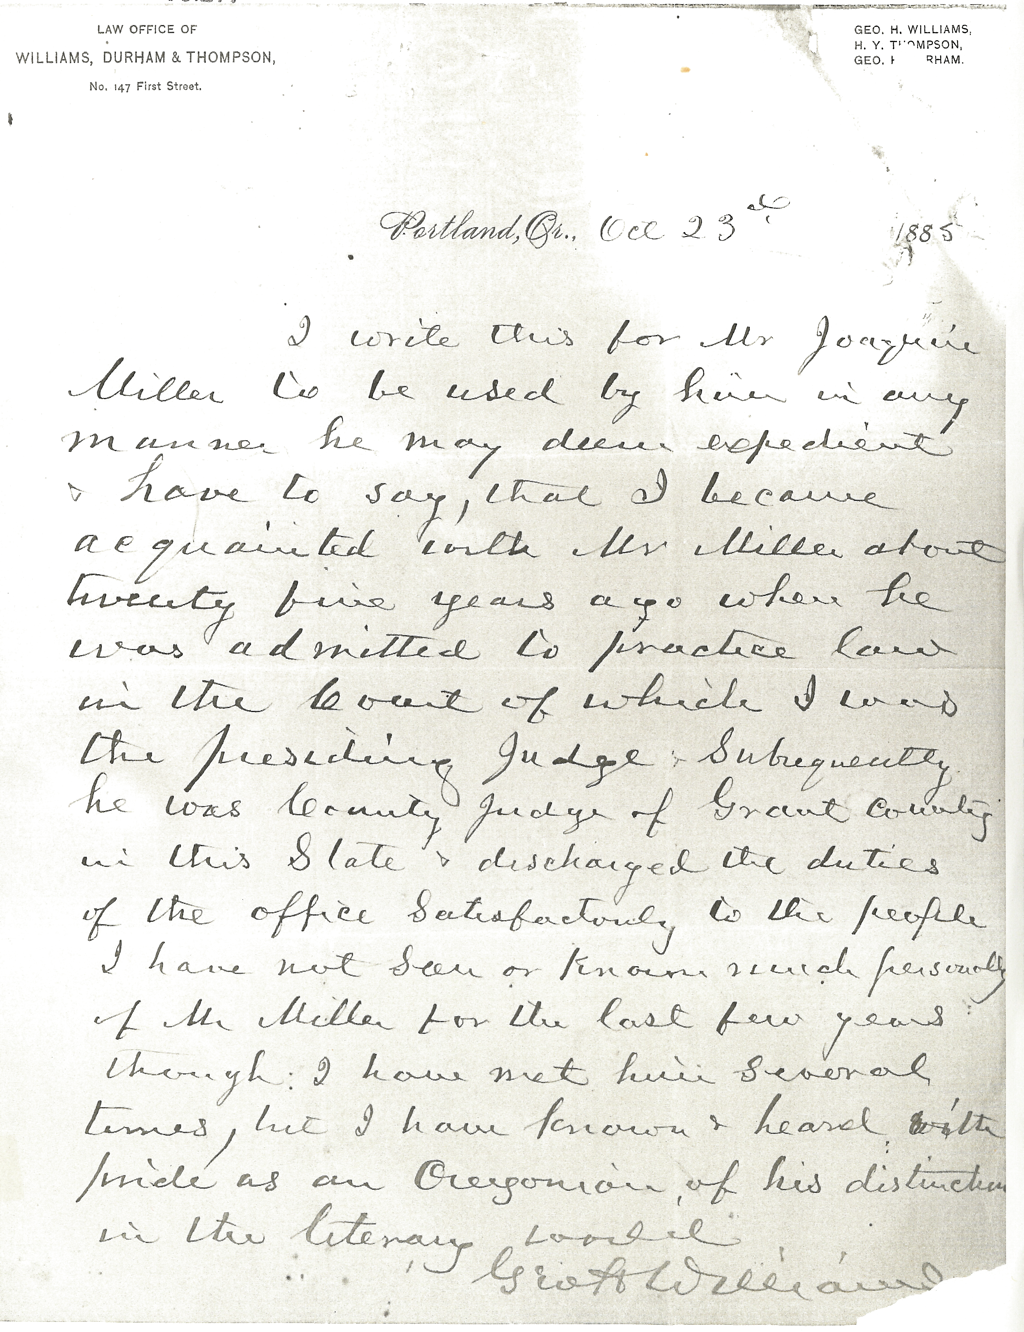 LAW OFFICE OF
WILLIAMS, DURHAM & THOMPSON,
No. 147 First Street.
GEO. H. WILLIAMS,
H. Y. THOMPSON,
GEO. H. DURHAM.
Portland, Or., Oct 23rd 1885
I write this for Mr Joaquin
Miller to be used by him in any
manner he may deem expedient
& have to say, that I became
acquainted with Mr Miller about
twenty five years ago when he
was admitted to practice law
in the Court of which I was
the presiding Judge & Subsequently
he was County Judge of Grant County
in this State & discharged the duties
of the office Satisfactorily to the people
I have not Seen or Known much personally
of Mr Miller for the last few years
though I have met him Several
times, but I have Known & heard with
pride as an Oregonian of his distinction
in the literary world
Geo H Williams